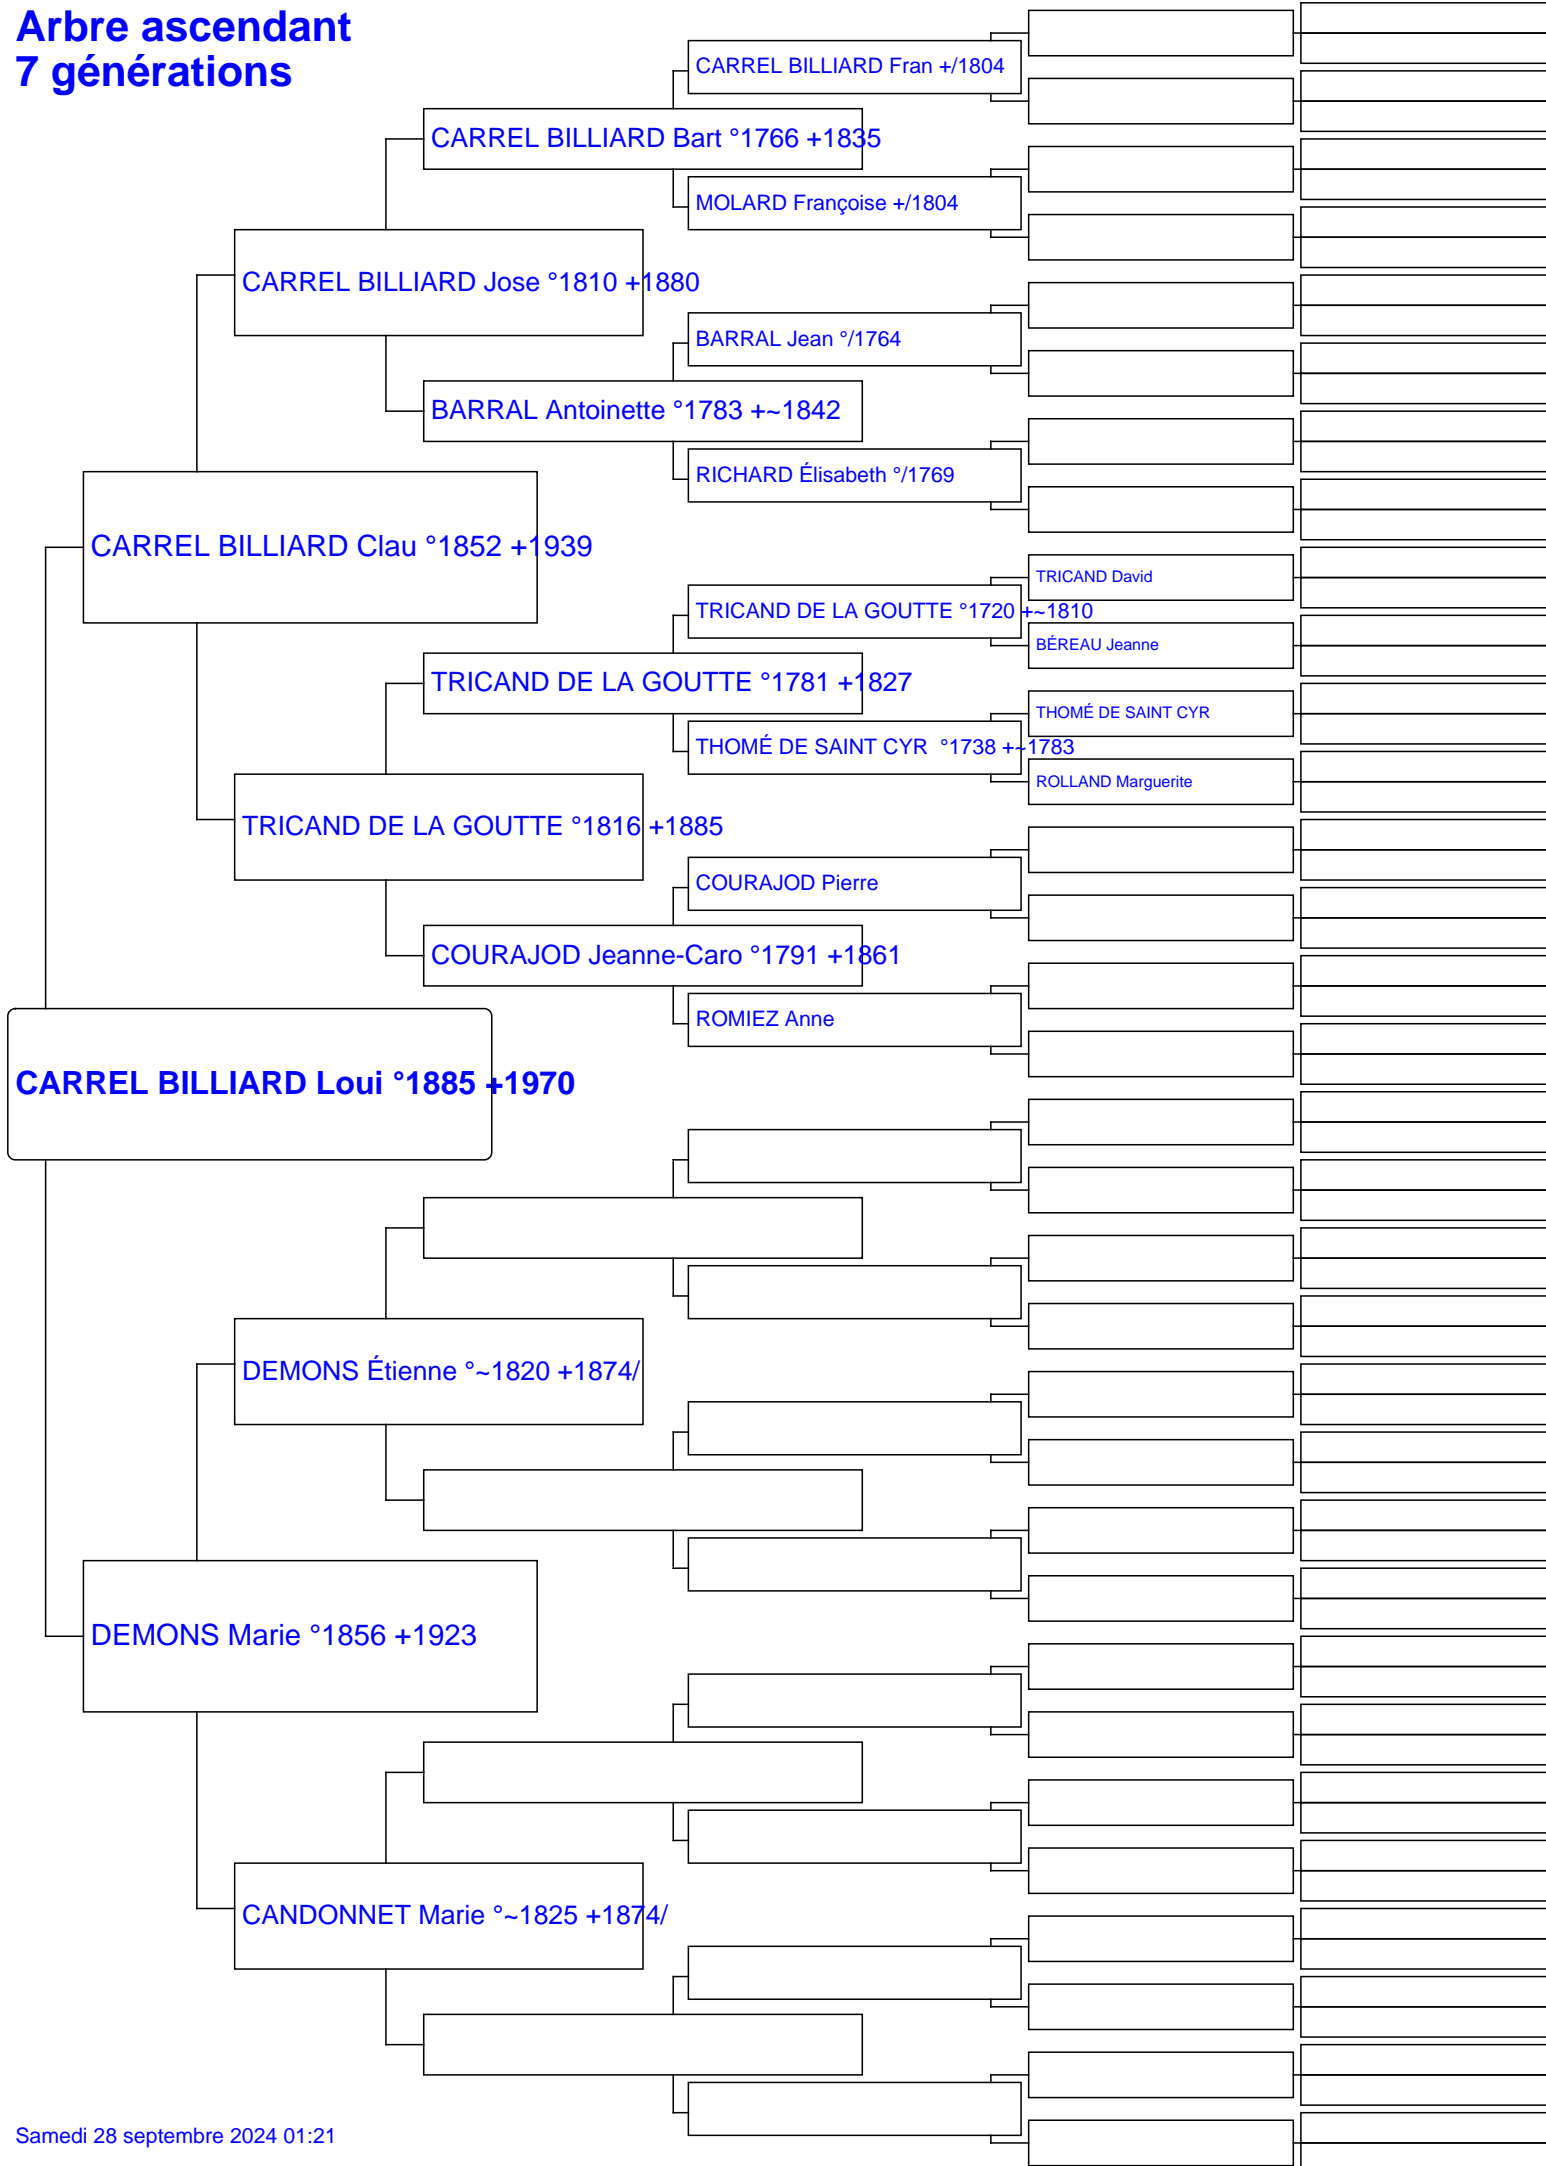 Arbre ascendant
7 générations
CARREL BILLIARD Fran +/1804
CARREL BILLIARD Bart °1766 +1835
MOLARD Françoise +/1804
CARREL BILLIARD Jose °1810 +1880
BARRAL Jean °/1764
BARRAL Antoinette °1783 +~1842
RICHARD Élisabeth °/1769
CARREL BILLIARD Clau °1852 +1939
TRICAND David
TRICAND DE LA GOUTTE °1720 +~1810
BÉREAU Jeanne
TRICAND DE LA GOUTTE °1781 +1827
THOMÉ DE SAINT CYR
THOMÉ DE SAINT CYR °1738 +~1783
ROLLAND Marguerite
TRICAND DE LA GOUTTE °1816 +1885
COURAJOD Pierre
COURAJOD Jeanne-Caro °1791 +1861
ROMIEZ Anne
CARREL BILLIARD Loui °1885 +1970
DEMONS Étienne °~1820 +1874/
DEMONS Marie °1856 +1923
CANDONNET Marie °~1825 +1874/
Samedi 28 septembre 2024 01:21